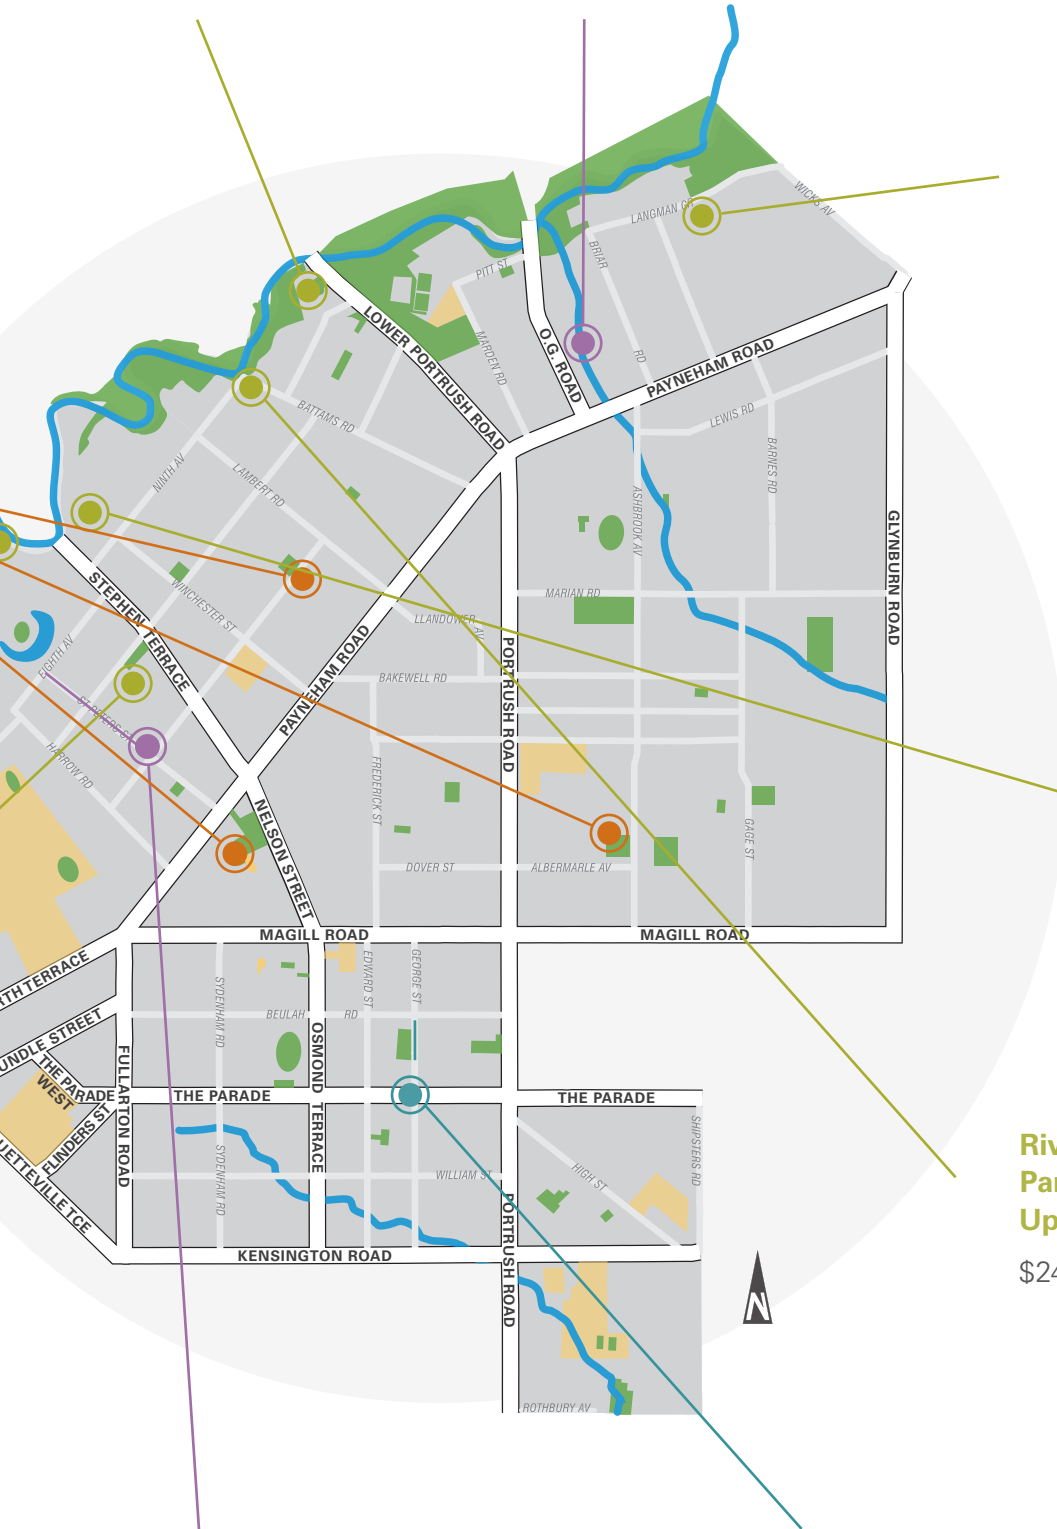 WICKS AV
LANGMAN GR
BRIAR
RD
PITT ST
LOWER PORTRUSH ROAD
O.G. ROAD
MARDEN RD
PAYNEHAM ROAD
LEWIS RD
BATTAMS RD
BARNES RD
NINTH AV
LAMBERT RD
ASHBROOK AV
GLYNBURN ROAD
STEPHEN TERRACE
WINCHESTER ST
MARIAN RD
LLANDOWER
AV
EIGHTH AV
PAYNEHAM ROAD
PORTRUSH ROAD
BAKEWELL RD
ST PETERS ST
HARROW RD
FREDERICK ST
NELSON STREET
GAGE ST
DOVER ST
ALBERMARLE AV
MAGILL ROAD
MAGILL ROAD
RTH TERRACE
SYDENHAM RD
EDWARD ST
GEORGE ST
BEULAH
RD
UNDLE STREET
FULLARTON ROAD
OSMOND TERRACE
THE PARADE
WEST
PARADE
THE PARADE
THE PARADE
FLINDERS ST
SHIPSTERS RD
SYDENHAM RD
WILLIAM ST
HIGH ST
UETTEVILLE TCE
PORTRUSH ROAD
KENSINGTON ROAD
N
ROTHBURY AV
Riv
Par
Up
$24